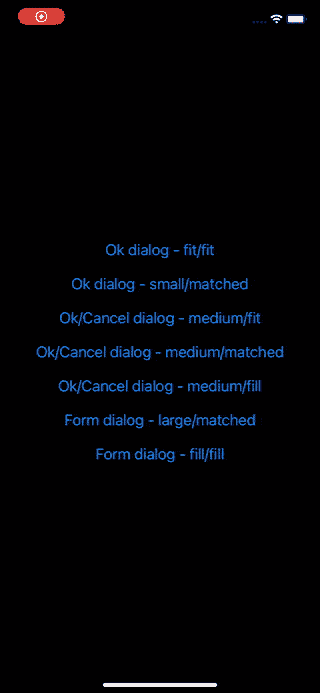 Ok dialog - fit/fit
Ok dialog - small/matched
Ok/Cancel dialog - medium/fit
Ok/Cancel dialog - medium/matched
Ok/Cancel dialog - medium/fill
Form dialog - large/matched
Form dialog - fill/fill